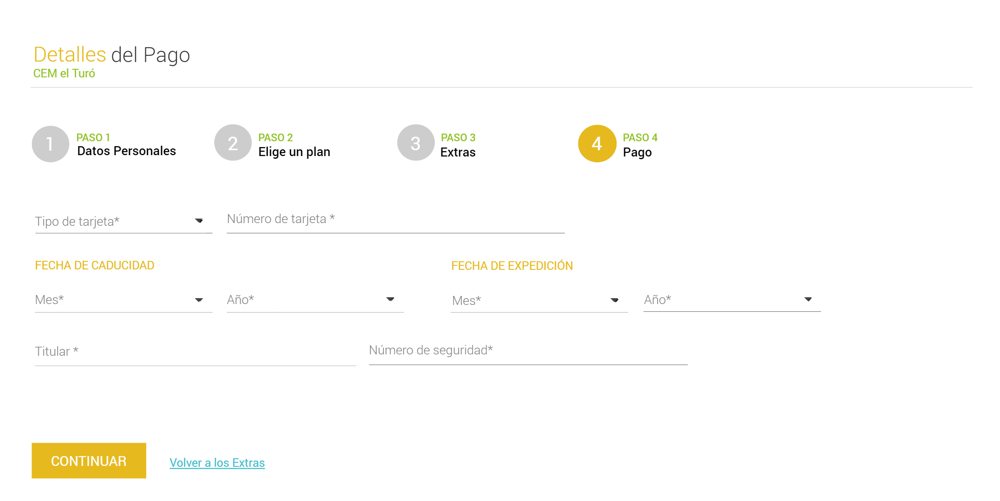 Detalles del Pago
CEM el Turó
1 PASO 1
Datos Personales
2 PASO 2
Elige un plan
3 PASO 3
Extras
4 PASO 4
Pago
Tipo de tarjeta*
Número de tarjeta *
FECHA DE CADUCIDAD
FECHA DE EXPEDICIÓN
Mes*
Año*
Mes*
Año*
Titular *
Número de seguridad*
CONTINUAR
Volver a los Extras